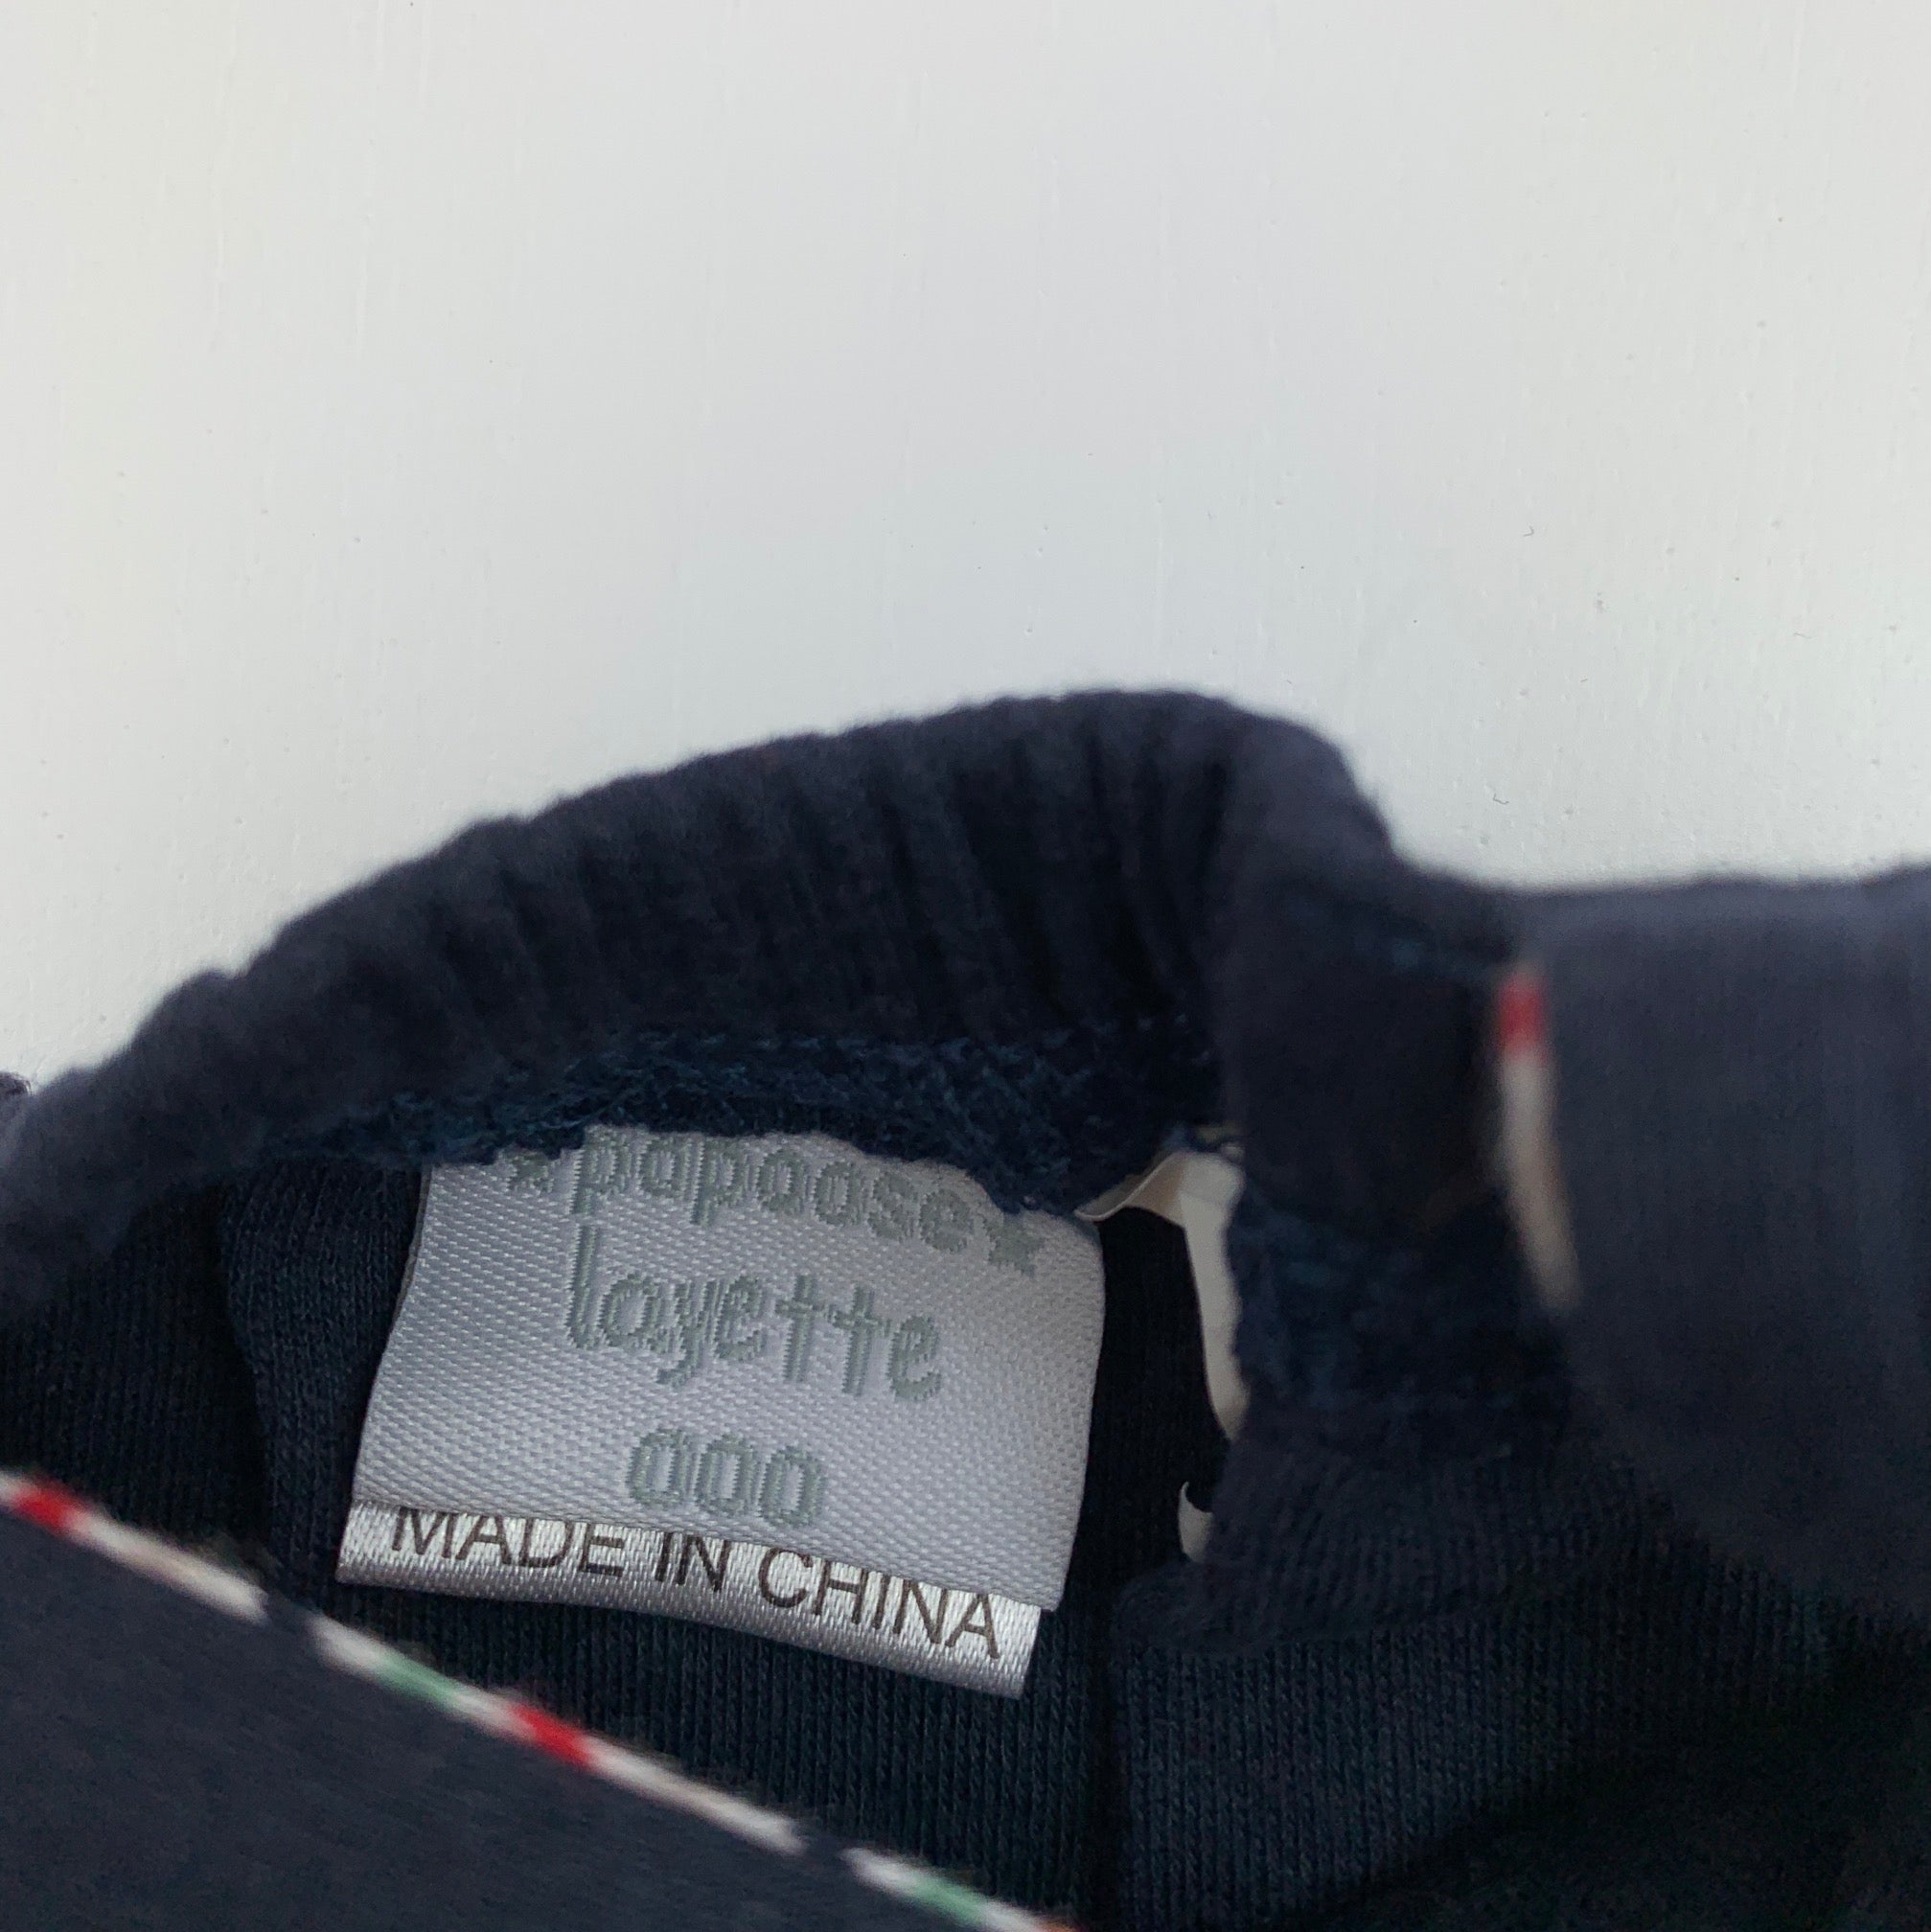 ★papoose★
layette
000
MADE IN CHINA